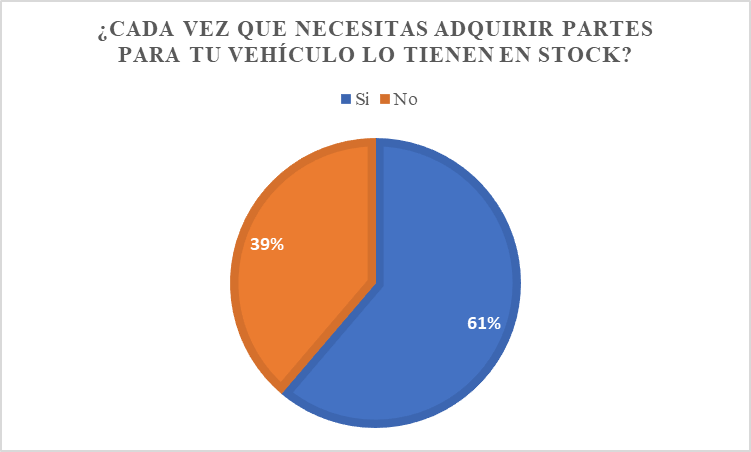 ¿CADA VEZ QUE NECESITAS ADQUIRIR PARTES
PARA TU VEHÍCULO LO TIENEN EN STOCK?
Si No
39%
61%